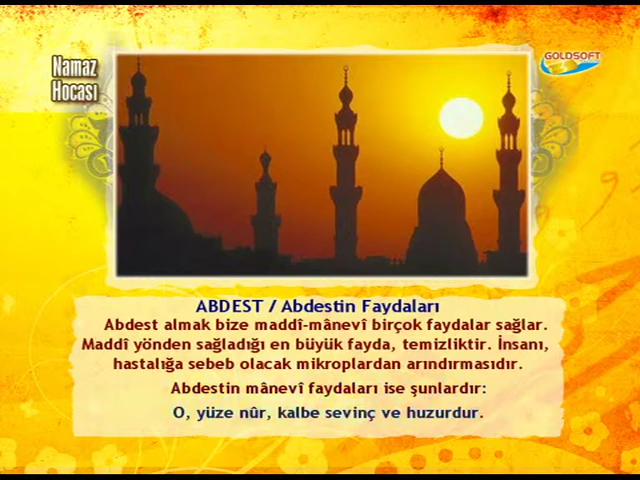 Namaz
Hocası
GOLDSOFT
ABDEST / Abdestin Faydaları
Abdest almak bize maddî-mânevî birçok faydalar sağlar.
Maddî yönden sağladığı en büyük fayda, temizliktir. İnsanı,
hastalığa sebeb olacak mikroplardan arındırmasıdır.
Abdestin mânevî faydaları ise şunlardır:
O, yüze nûr, kalbe sevinç ve huzurdur.